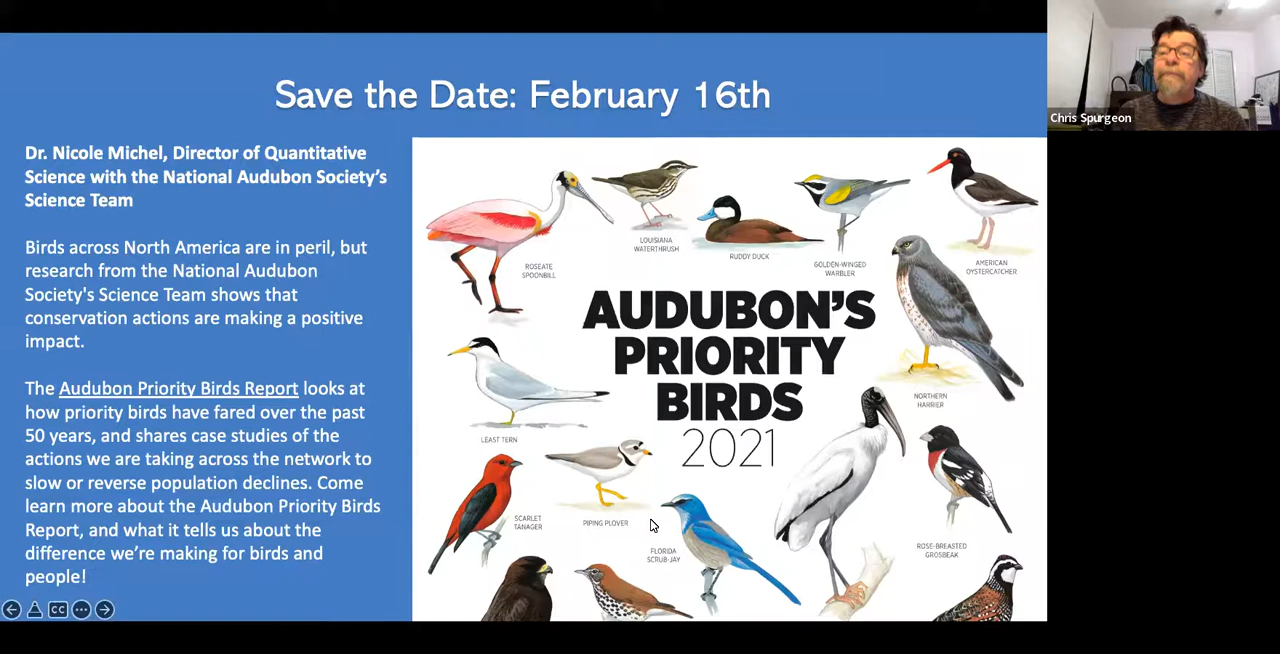 Save the Date: February 16th
Dr. Nicole Michel, Director of Quantitative
Science with the National Audubon Society’s
Science Team
Birds across North America are in peril, but
research from the National Audubon
Society's Science Team shows that
conservation actions are making a positive
impact.
The Audubon Priority Birds Report looks at
how priority birds have fared over the past
50 years, and shares case studies of the
actions we are taking across the network to
slow or reverse population declines. Come
learn more about the Audubon Priority Birds
Report, and what it tells us about the
difference we’re making for birds and
people!
CC
ROSEATE
SPOONBILL
LOUISIANA
WATERTHRUSH
RUDDY DUCK
GOLDEN-WINGED
WARBLER
AMERICAN
OYSTERCATCHER
AUDUBON’S
PRIORITY
BIRDS
2021
NORTHERN
HARRIER
LEAST TERN
SCARLET
TANAGER
PIPING PLOVER
FLORIDA
SCRUB-JAY
ROSE-BREASTED
GROSBEAK
Chris Spurgeon